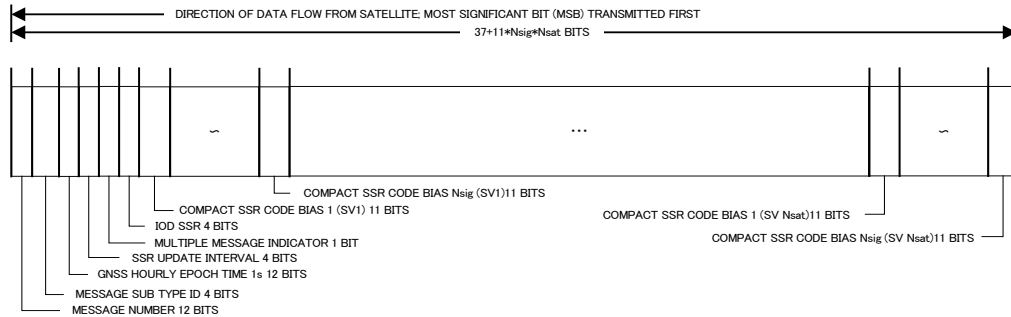 DIRECTION OF DATA FLOW FROM SATELLITE; MOST SIGNIFICANT BIT (MSB) TRANSMITTED FIRST
37+11*Nsig*Nsat BITS
∽ … ∽
COMPACT SSR CODE BIAS Nsig (SV1)11 BITS
COMPACT SSR CODE BIAS 1 (SV1) 11 BITS
COMPACT SSR CODE BIAS 1 (SV Nsat)11 BITS
IOD SSR 4 BITS
COMPACT SSR CODE BIAS Nsig (SV Nsat)11 BITS
MULTIPLE MESSAGE INDICATOR 1 BIT
SSR UPDATE INTERVAL 4 BITS
GNSS HOURLY EPOCH TIME 1s 12 BITS
MESSAGE SUB TYPE ID 4 BITS
MESSAGE NUMBER 12 BITS